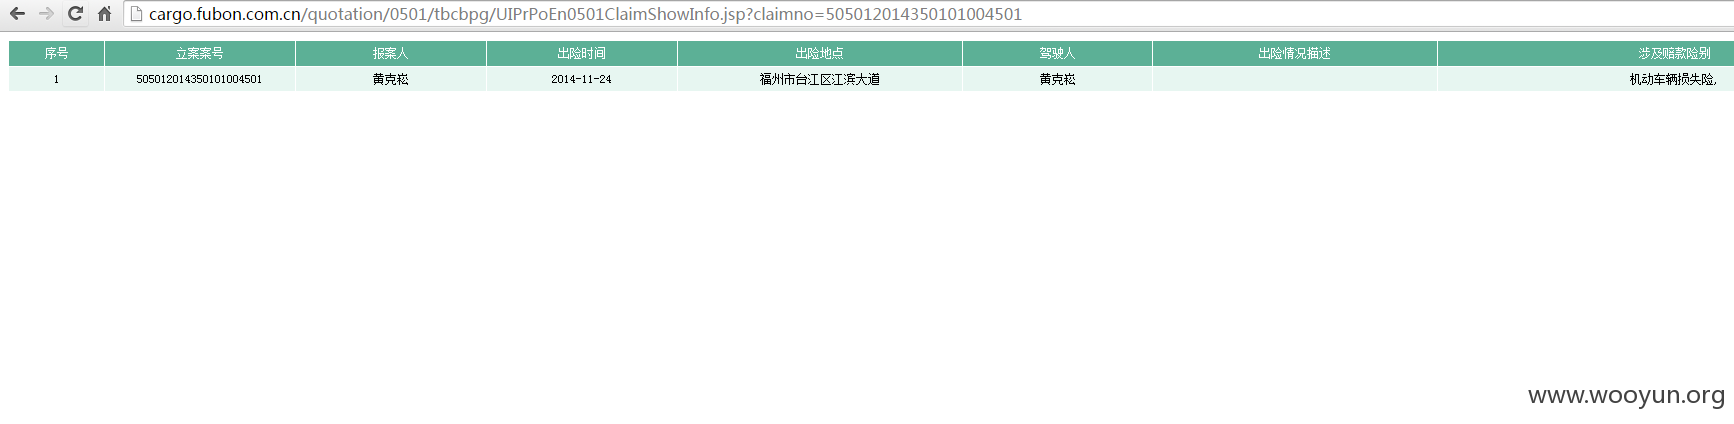 cargo.fubon.com.cn/quotation/0501/tbcbpg/UIPrPoEn0501ClaimShowInfo.jsp?claimno=505012014350101004501
序号 立案案号 报案人 出险时间 出险地点 驾驶人 出险情况描述 涉及赔款险别
1 505012014350101004501 黄克崧 2014-11-24 福州市台江区江滨大道 黄克崧 机动车辆损失险,
www.wooyun.org